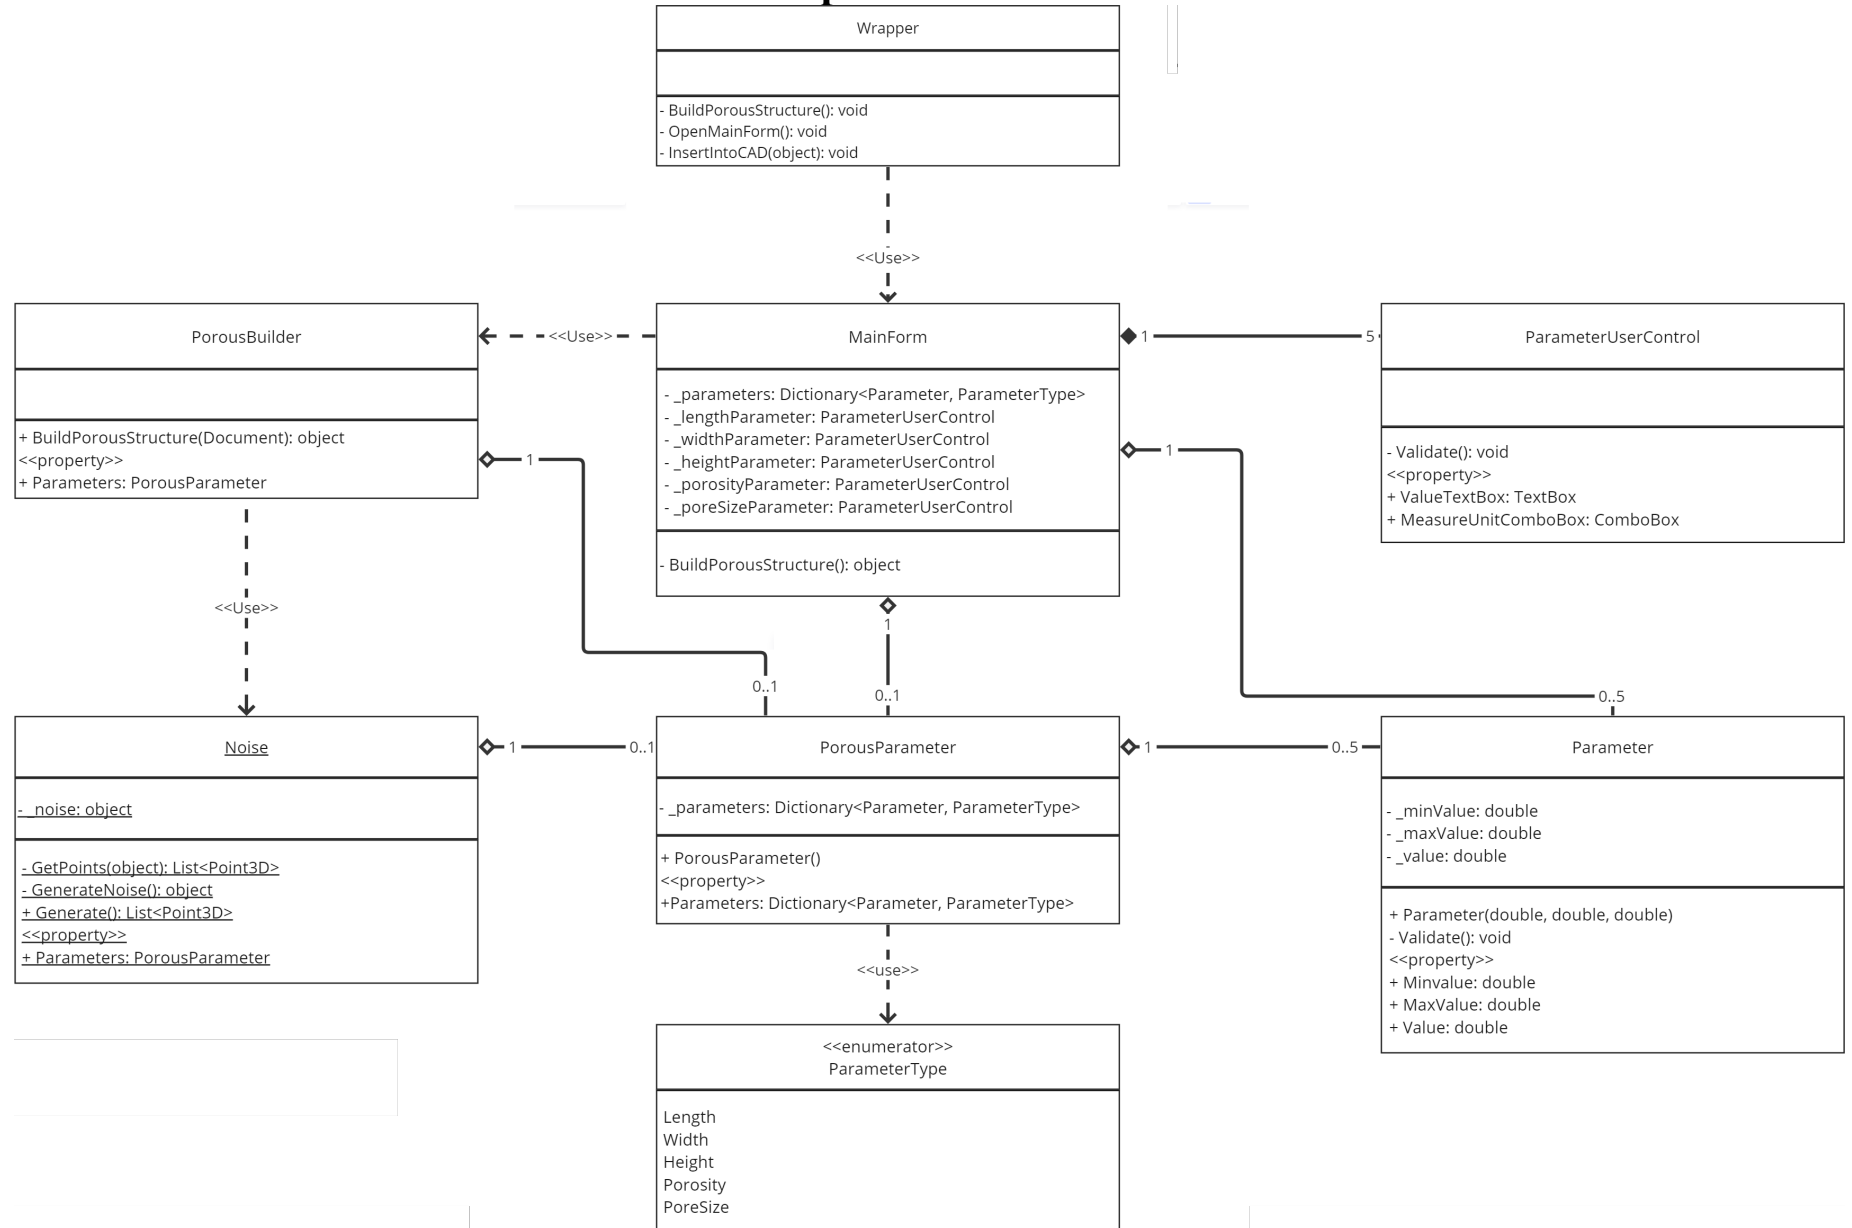 Wrapper
- BuildPorousStructure(): void
- OpenMainForm(): void
- InsertIntoCAD(object): void
<<Use>>
PorousBuilder
+ BuildPorousStructure(Document): object
<<property>>
+ Parameters: PorousParameter
<<Use>>
MainForm
- _parameters: Dictionary<Parameter, ParameterType>
- _lengthParameter: ParameterUserControl
- _widthParameter: ParameterUserControl
- _heightParameter: ParameterUserControl
- _porosityParameter: ParameterUserControl
- _poreSizeParameter: ParameterUserControl
- BuildPorousStructure(): object
1
5
ParameterUserControl
- Validate(): void
<<property>>
+ ValueTextBox: TextBox
+ MeasureUnitComboBox: ComboBox
1
1
<<Use>>
1
0..1
0..1
0..5
Noise
- _noise: object
- GetPoints(object): List<Point3D>
- GenerateNoise(): object
+ Generate(): List<Point3D>
<<property>>
+ Parameters: PorousParameter
1
0..1
PorousParameter
- _parameters: Dictionary<Parameter, ParameterType>
+ PorousParameter()
<<property>>
+Parameters: Dictionary<Parameter, ParameterType>
1
0..5
Parameter
- _minValue: double
- _maxValue: double
- _value: double
+ Parameter(double, double, double)
- Validate(): void
<<property>>
+ Minvalue: double
+ MaxValue: double
+ Value: double
<<use>>
<<enumerator>>
ParameterType
Length
Width
Height
Porosity
PoreSize